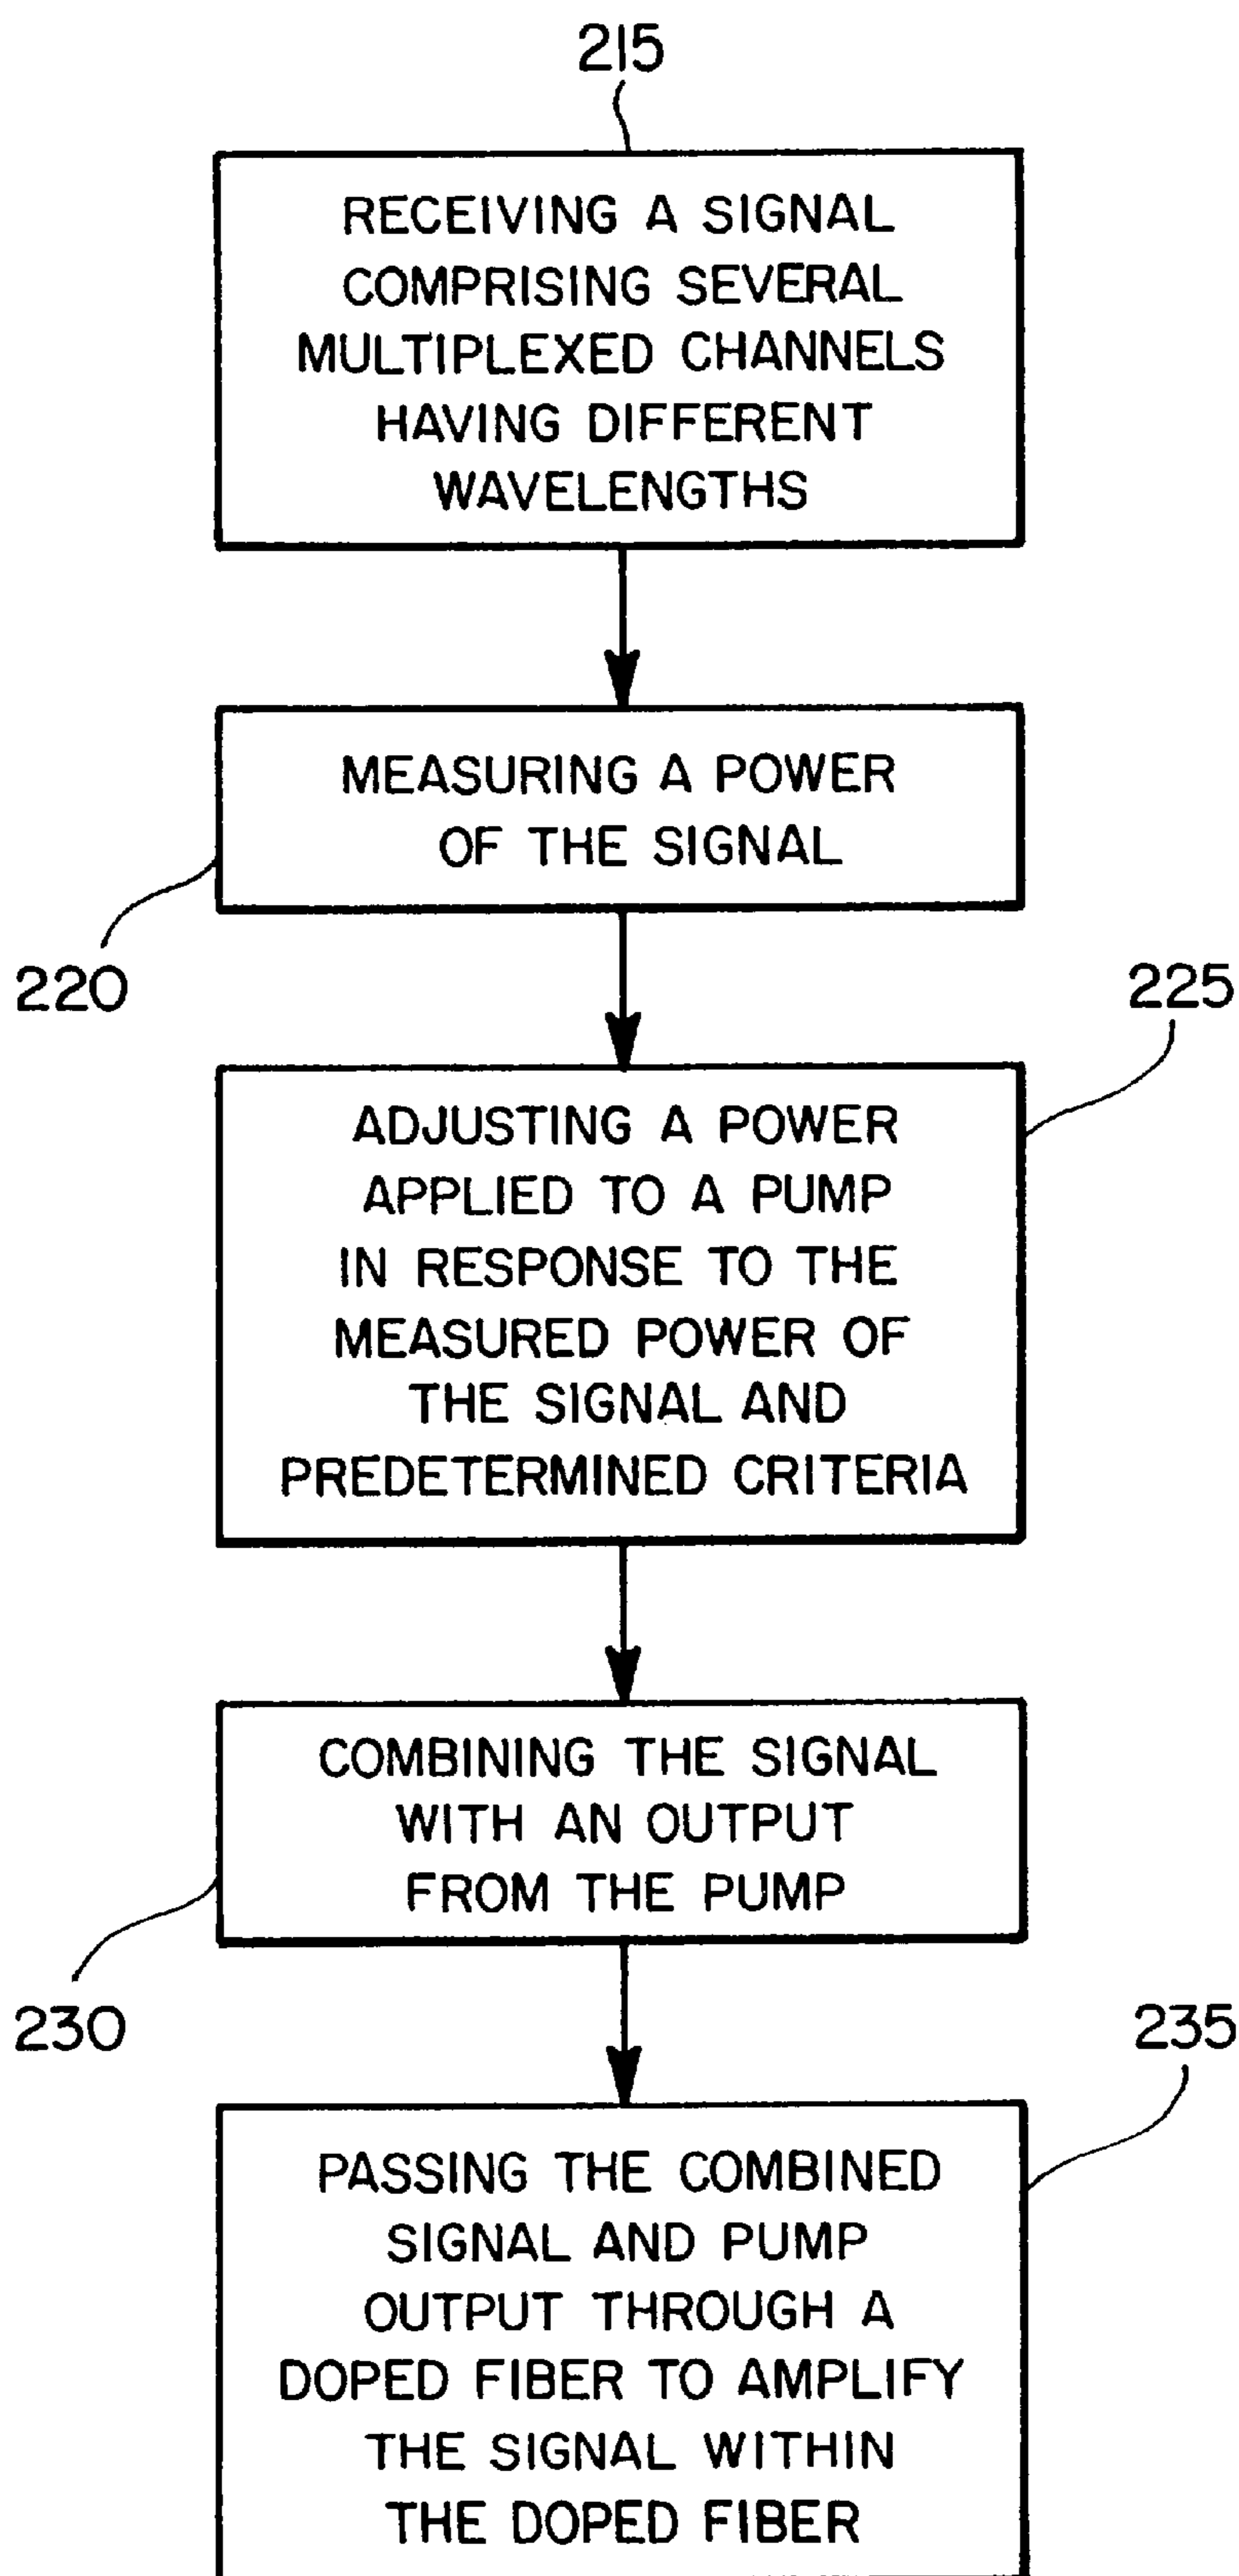 215
RECEIVING A SIGNAL
COMPRISING SEVERAL
MULTIPLEXED CHANNELS
HAVING DIFFERENT
WAVELENGTHS
MEASURING A POWER
OF THE SIGNAL
220
225
ADJUSTING A POWER
APPLIED TO A PUMP
IN RESPONSE TO THE
MEASURED POWER OF
THE SIGNAL AND
PREDETERMINED CRITERIA
COMBINING THE SIGNAL
WITH AN OUTPUT
FROM THE PUMP
230
235
PASSING THE COMBINED
SIGNAL AND PUMP
OUTPUT THROUGH A
DOPED FIBER TO AMPLIFY
THE SIGNAL WITHIN
THE DOPED FIBER